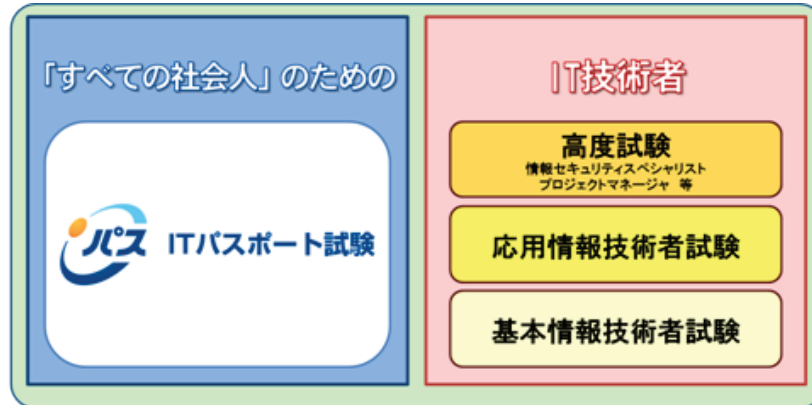 「すべての社会人」のための
iパス ITパスポート試験
IT技術者
高度試験
情報セキュリティスペシャリスト
プロジェクトマネージャ 等
応用情報技術者試験
基本情報技術者試験